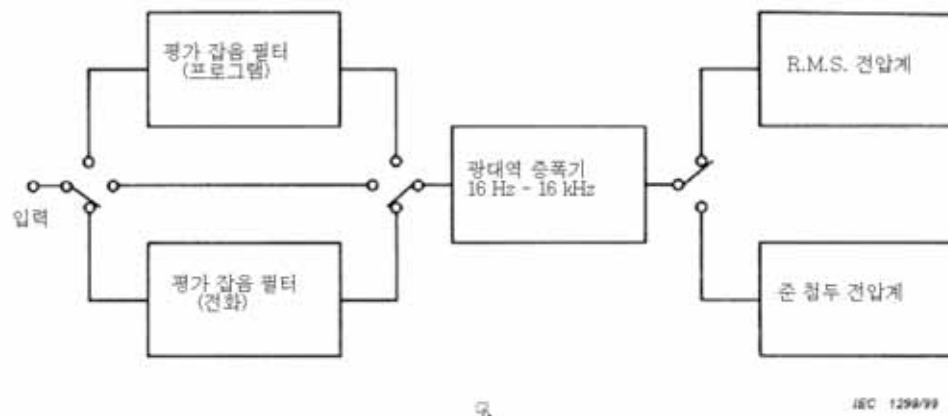 평가 잡음 필터
(프로그램)
R.M.S. 전압계
입력
광대역 증폭기
16 Hz - 16 kHz
평가 잡음 필터
(전화)
준 첨두 전압계
IEC 1298/99